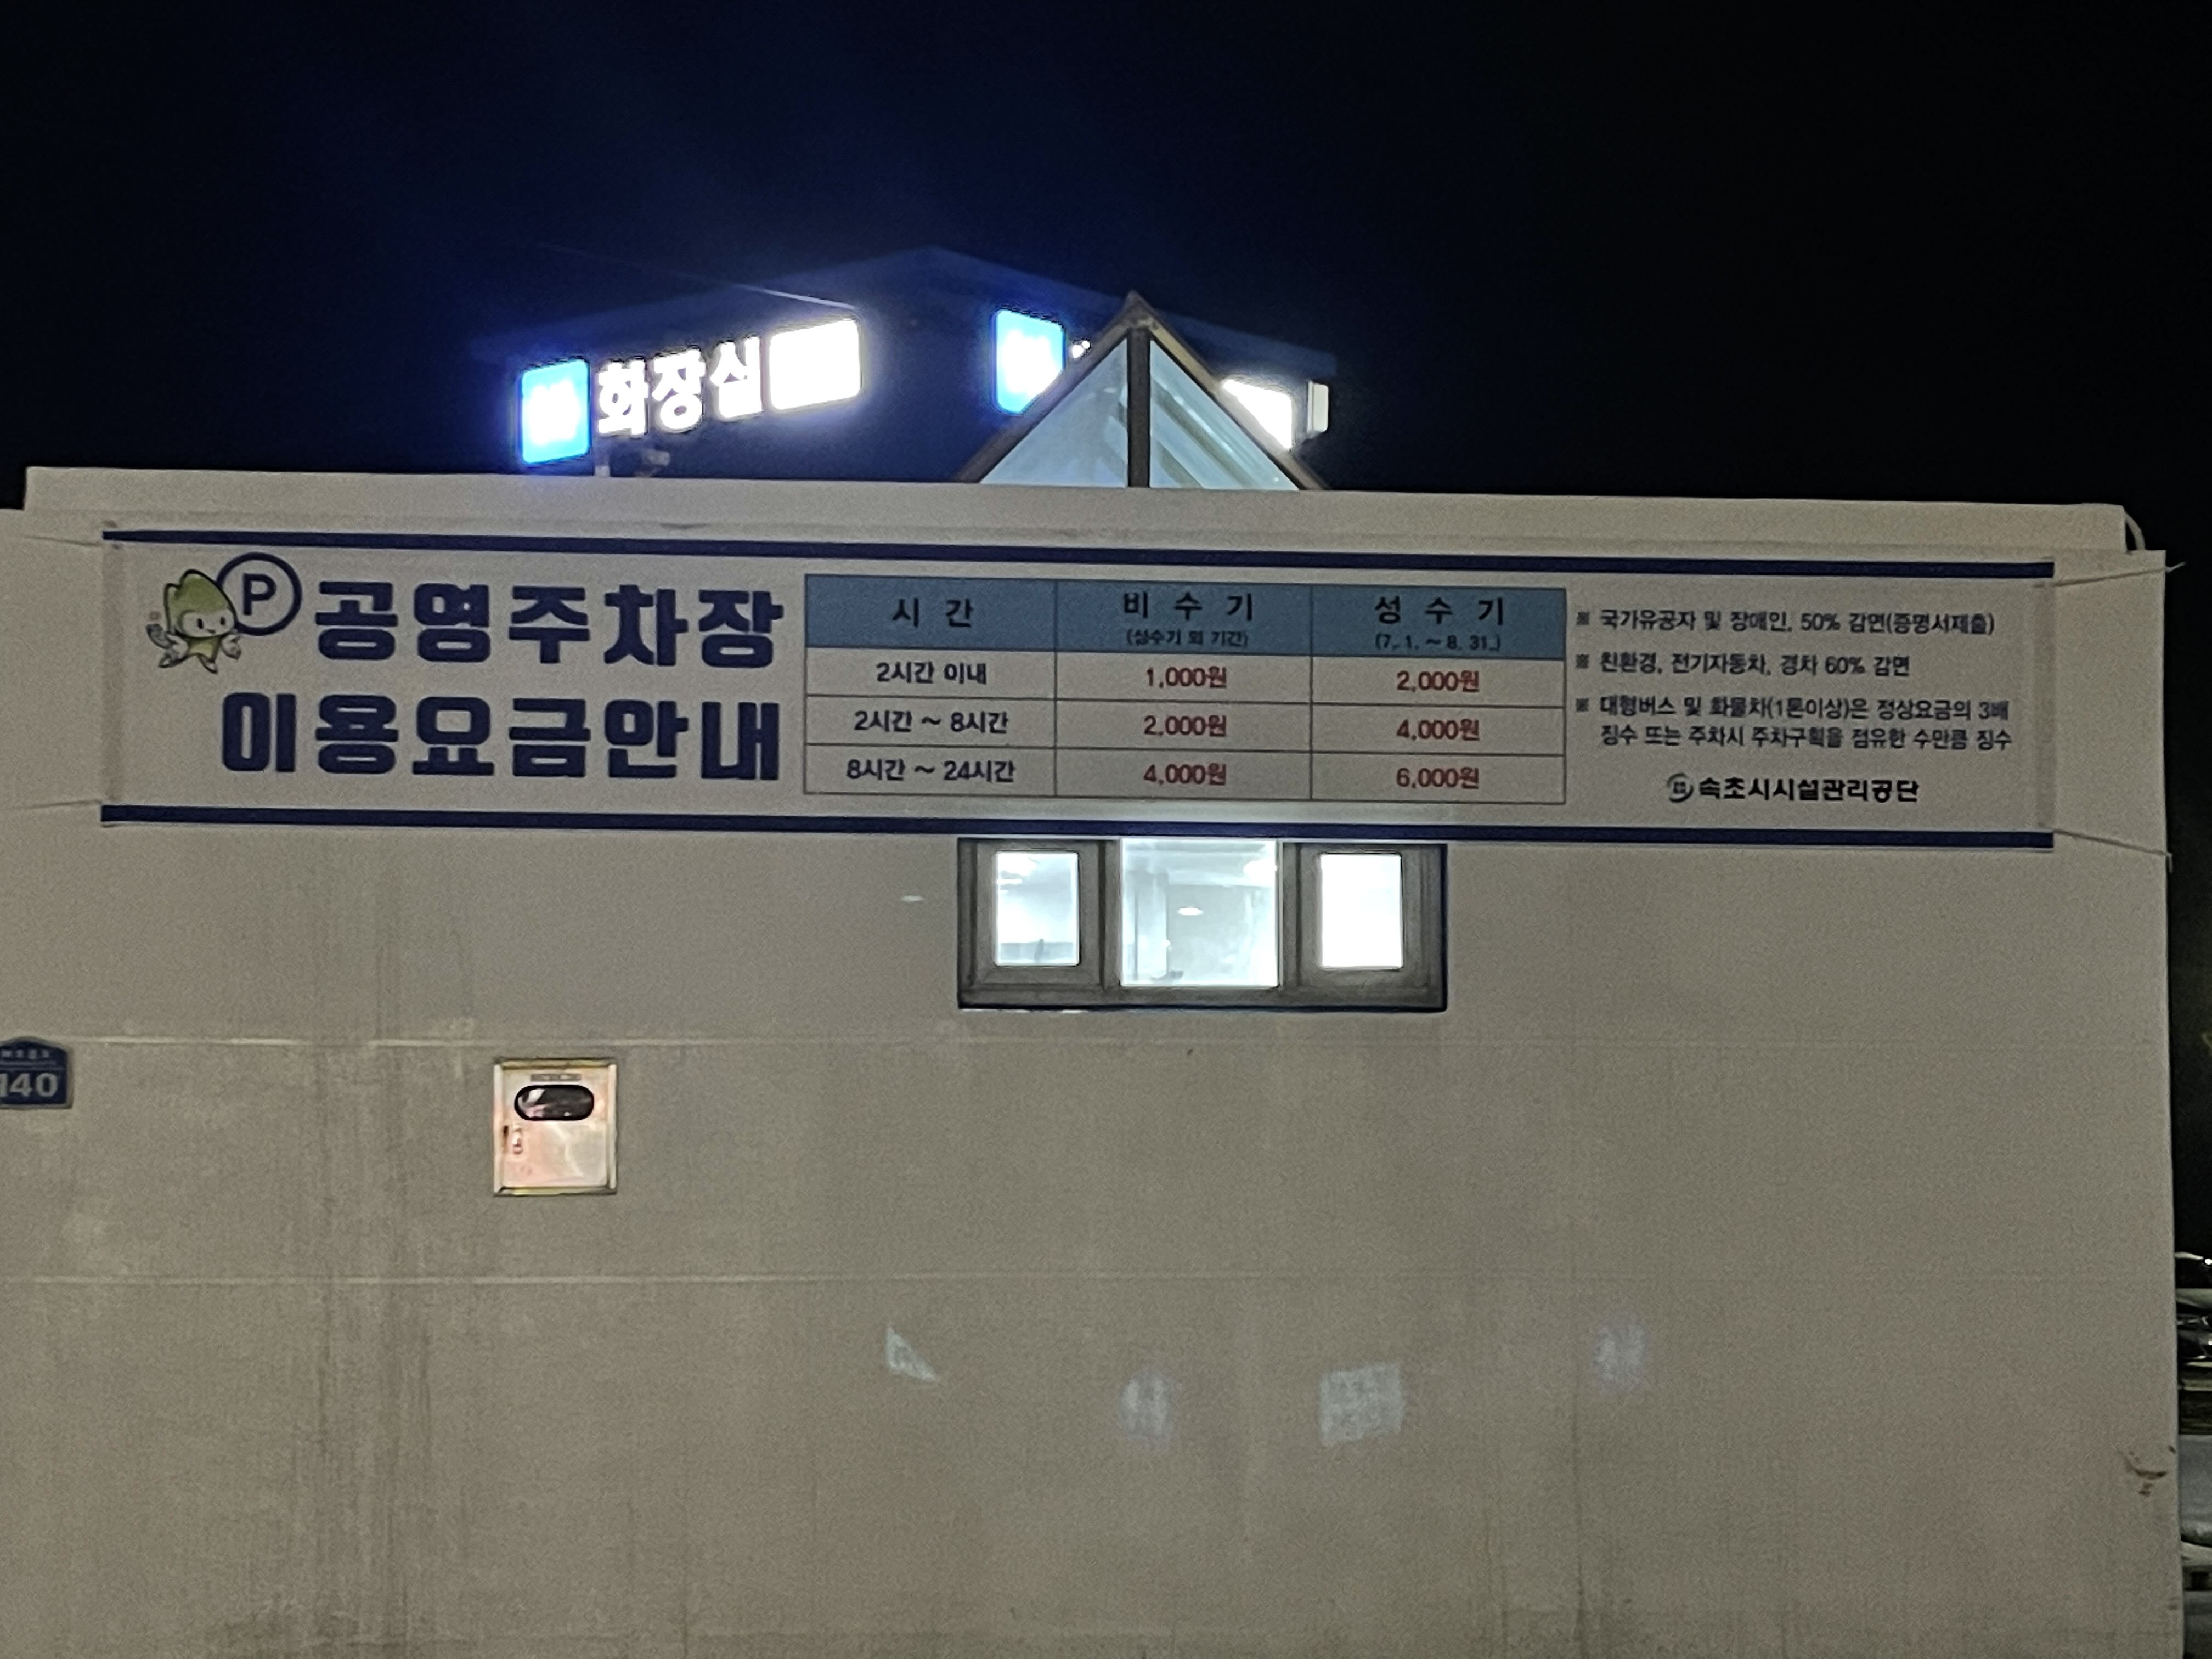 화장실
P 공영주차장
이용요금안내
시 간 비 수 기 성 수 기
(성수기 외 기간) (7. 1. ~ 8. 31.)
2시간 이내 1,000원 2,000원
2시간 ~ 8시간 2,000원 4,000원
8시간 ~ 24시간 4,000원 6,000원
※ 국가유공자 및 장애인, 50% 감면(증명서제출)
※ 친환경, 전기자동차, 경차 60% 감면
※ 대형버스 및 화물차(1톤이상)은 정상요금의 3배
징수 또는 주차시 주차구획을 점유한 수만큼 징수
속초시시설관리공단
140